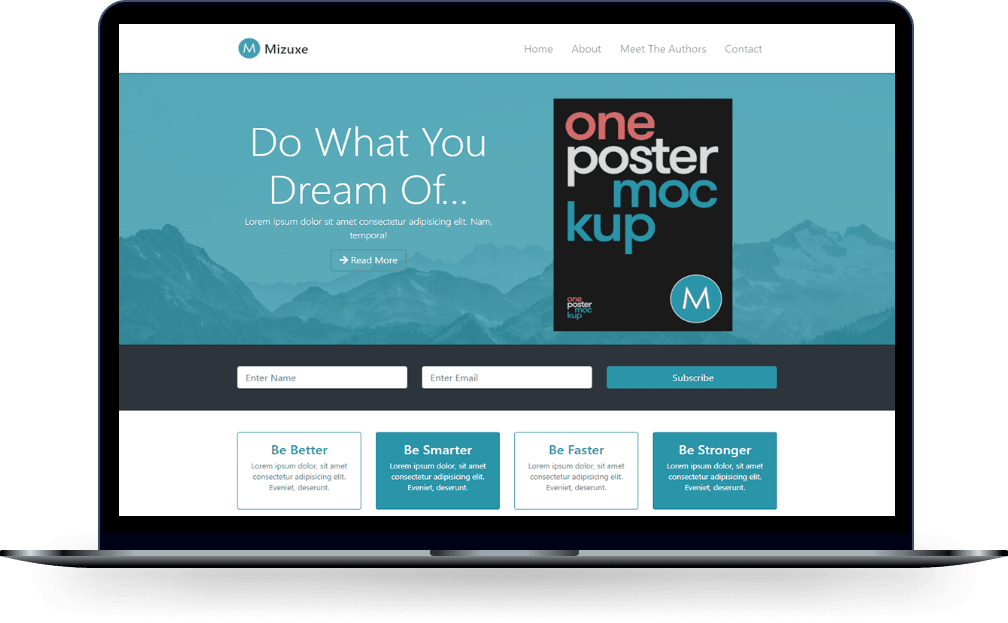 M Mizuxe
Home About Meet The Authors Contact
Do What You
Dream Of...
Lorem ipsum dolor sit amet consectetur adipisicing elit. Nam,
tempora!
Read More
one
poster
moc
kup
one
poster
moc
kup
M
Enter Name
Enter Email
Subscribe
Be Better
Lorem ipsum dolor, sit amet
consectetur adipisicing elit.
Eveniet, deserunt.
Be Smarter
Lorem ipsum dolor, sit amet
consectetur adipisicing elit.
Eveniet, deserunt.
Be Faster
Lorem ipsum dolor, sit amet
consectetur adipisicing elit.
Eveniet, deserunt.
Be Stronger
Lorem ipsum dolor, sit amet
consectetur adipisicing elit.
Eveniet, deserunt.